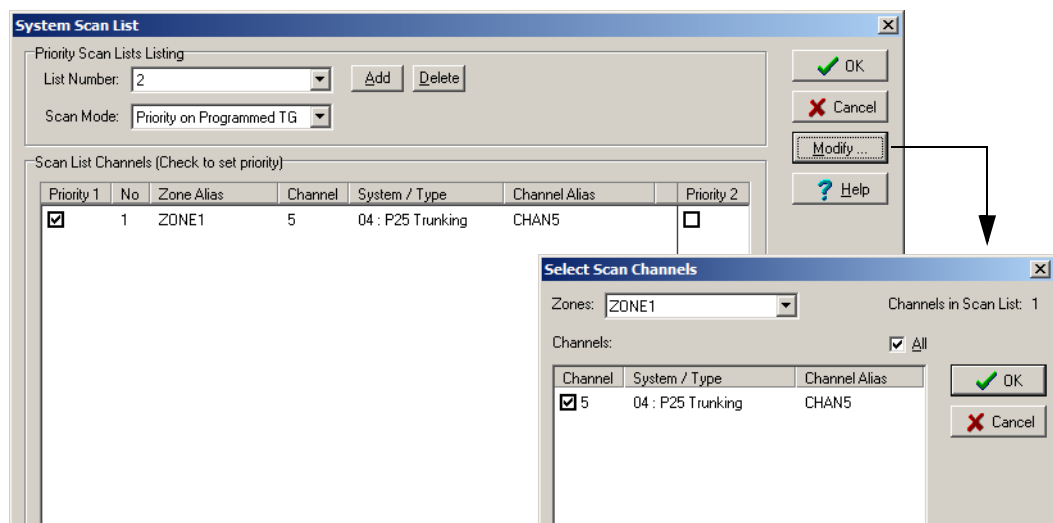 System Scan List
Priority Scan Lists Listing
List Number: 2 Add Delete
Scan Mode: Priority on Programmed TG
OK
Cancel
Modify ...
Help
Scan List Channels (Check to set priority)
Priority 1 No Zone Alias Channel System / Type Channel Alias Priority 2
1 ZONE1 5 04 : P25 Trunking CHAN5
Select Scan Channels
Zones: ZONE1 Channels in Scan List: 1
Channels: All
Channel System / Type Channel Alias
5 04 : P25 Trunking CHAN5
OK
Cancel